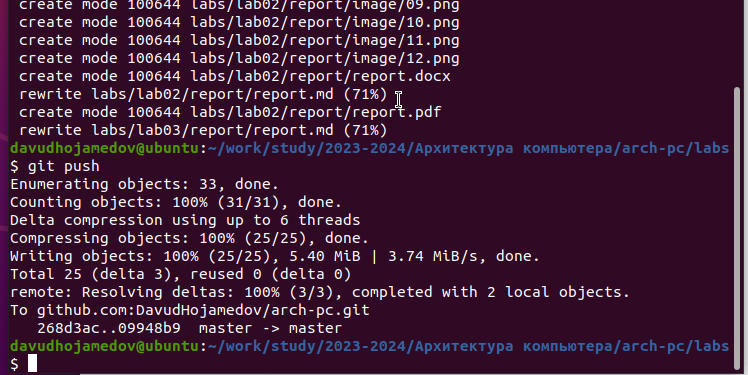 create mode 100644 labs/lab02/report/image/09.png
create mode 100644 labs/lab02/report/image/10.png
create mode 100644 labs/lab02/report/image/11.png
create mode 100644 labs/lab02/report/image/12.png
create mode 100644 labs/lab02/report/report.docx
rewrite labs/lab02/report/report.md (71%)
create mode 100644 labs/lab02/report/report.pdf
rewrite labs/lab03/report/report.md (71%)
davudhojamedov@ubuntu:~/work/study/2023-2024/Архитектура компьютера/arch-pc/labs
$ git push
Enumerating objects: 33, done.
Counting objects: 100% (31/31), done.
Delta compression using up to 6 threads
Compressing objects: 100% (25/25), done.
Writing objects: 100% (25/25), 5.40 MiB | 3.74 MiB/s, done.
Total 25 (delta 3), reused 0 (delta 0)
remote: Resolving deltas: 100% (3/3), completed with 2 local objects.
To github.com:DavudHojamedov/arch-pc.git
268d3ac..09948b9  master -> master
davudhojamedov@ubuntu:~/work/study/2023-2024/Архитектура компьютера/arch-pc/labs
$